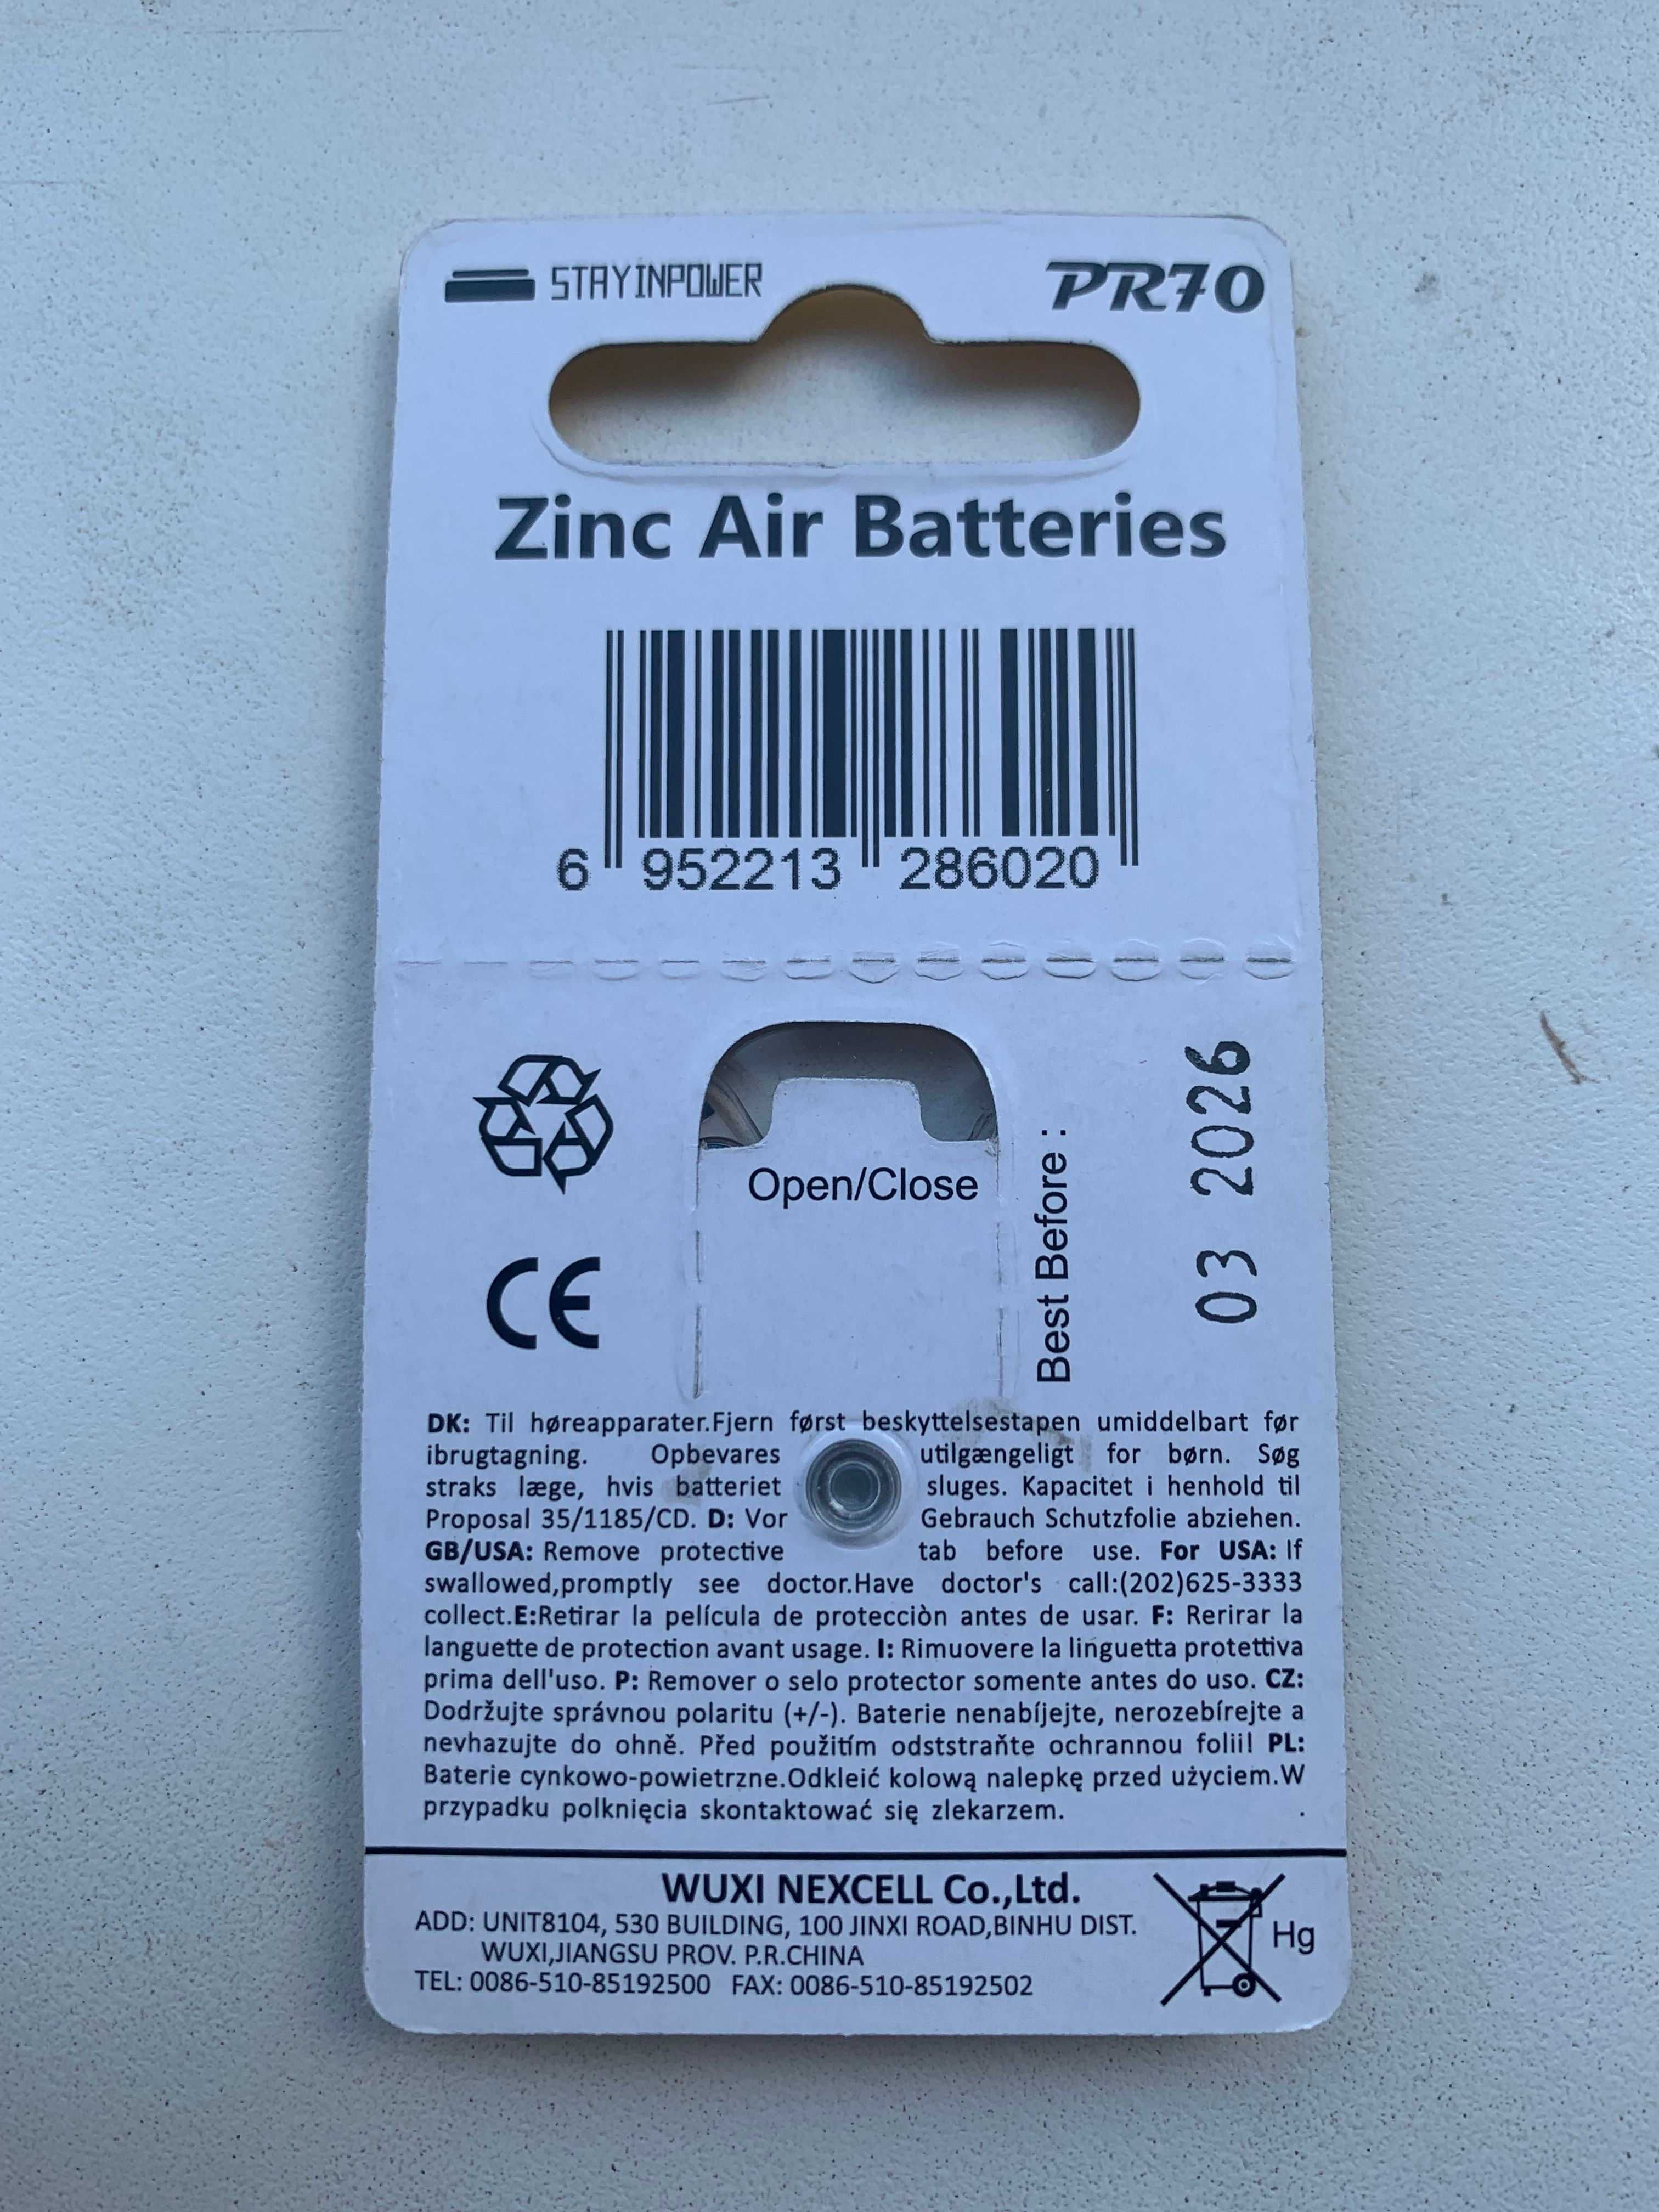 STAYINPOWER
PR70
Zinc Air Batteries
6 952213 286020
Open/Close
Best Before :
03 2026
CE
DK: Til høreapparater.Fjern først beskyttelsestapen umiddelbart før
ibrugtagning. Opbevares utilgængeligt for børn. Søg
straks læge, hvis batteriet sluges. Kapacitet i henhold til
Proposal 35/1185/CD. D: Vor Gebrauch Schutzfolie abziehen.
GB/USA: Remove protective tab before use. For USA: If
swallowed,promptly see doctor.Have doctor's call:(202)625-3333
collect.E:Retirar la película de protecciòn antes de usar. F: Rerirar la
languette de protection avant usage. I: Rimuovere la linguetta protettiva
prima dell'uso. P: Remover o selo protector somente antes do uso. CZ:
Dodržujte správnou polaritu (+/-). Baterie nenabíjejte, nerozebírejte a
nevhazujte do ohně. Před použitím odststraňte ochrannou folii! PL:
Baterie cynkowo-powietrzne.Odkleić kolową nalepkę przed użyciem.W
przypadku polknięcia skontaktować się zlekarzem. .
WUXI NEXCELL Co.,Ltd.
ADD: UNIT8104, 530 BUILDING, 100 JINXI ROAD,BINHU DIST.
WUXI,JIANGSU PROV. P.R.CHINA
TEL: 0086-510-85192500 FAX: 0086-510-85192502
Hg